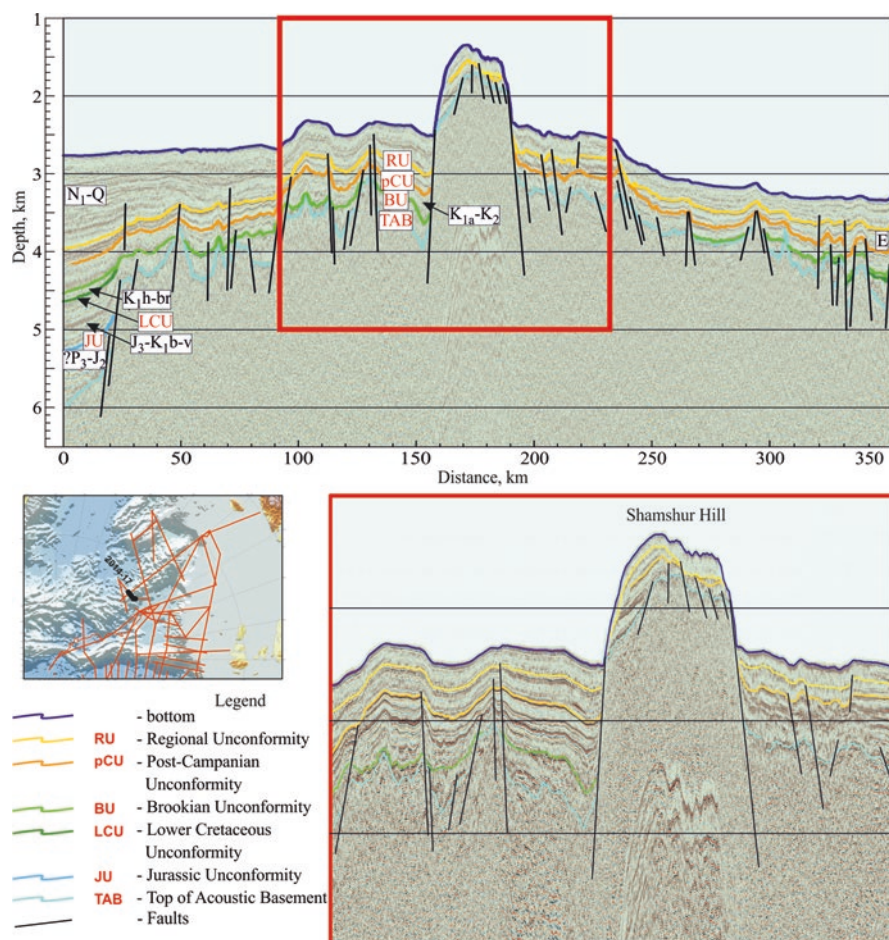 1
2
3
4
5
6
Depth, km
RU
pCU
BU
TAB
K1a-K2
N1-Q
E
K1h-br
LCU
JU
J3-K1b-v
?P3-J2
0 50 100 150 200 250 300 350
Distance, km
2014-17
Shamshur Hill
Legend
- bottom
RU - Regional Unconformity
pCU - Post-Campanian
Unconformity
BU - Brookian Unconformity
LCU - Lower Cretaceous
Unconformity
JU - Jurassic Unconformity
TAB - Top of Acoustic Basement
- Faults